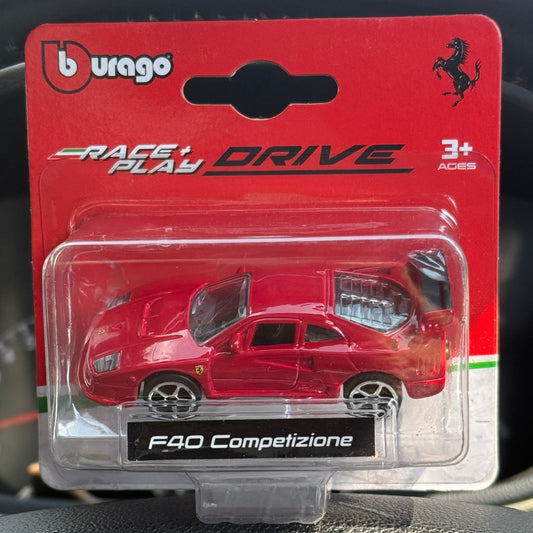 burago
RACE+ PLAY DRIVE
3+
AGES
F40 Competizione